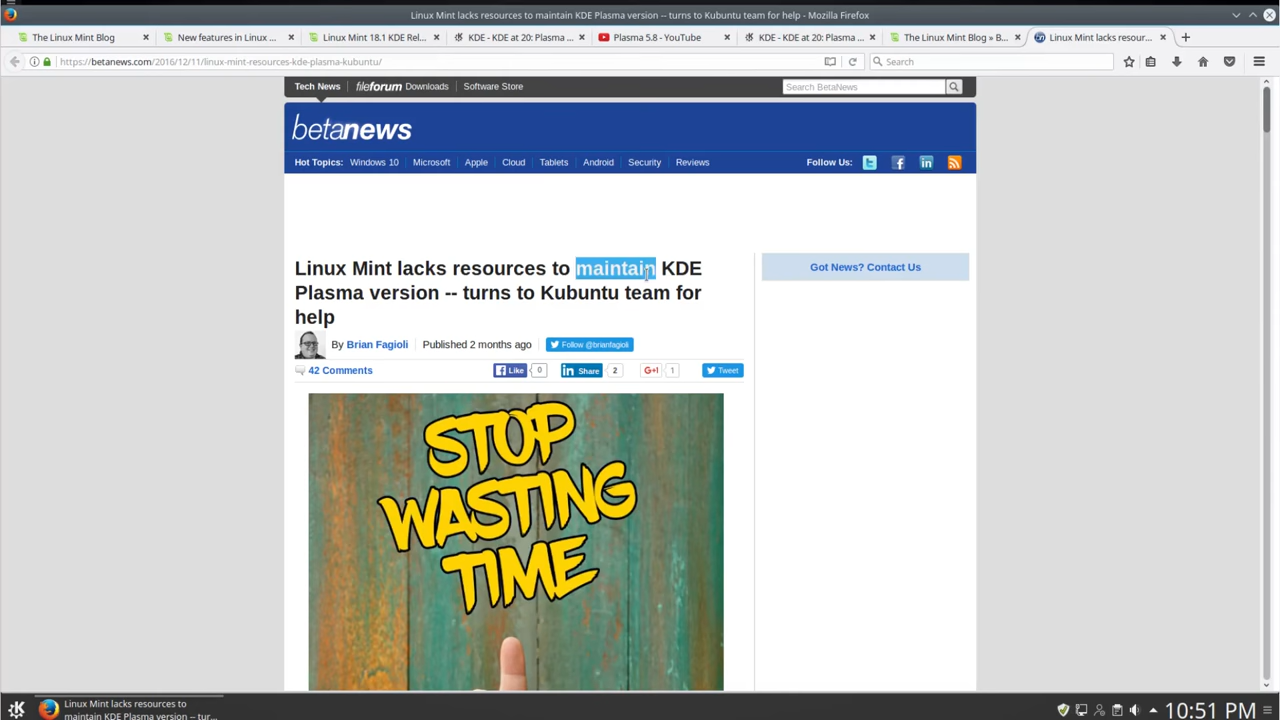 Linux Mint lacks resources to maintain KDE Plasma version -- turns to Kubuntu team for help - Mozilla Firefox
The Linux Mint Blog
New features in Linux ...
Linux Mint 18.1 KDE Rel...
KDE - KDE at 20: Plasma ...
Plasma 5.8 - YouTube
KDE - KDE at 20: Plasma ...
The Linux Mint Blog » B...
Linux Mint lacks resour...
https://betanews.com/2016/12/11/linux-mint-resources-kde-plasma-kubuntu/
Search
Tech News
fileforum Downloads
Software Store
Search BetaNews
betanews
Hot Topics: Windows 10 Microsoft Apple Cloud Tablets Android Security Reviews
Follow Us:
Linux Mint lacks resources to maintain KDE
Plasma version -- turns to Kubuntu team for
help
Got News? Contact Us
By Brian Fagioli
Published 2 months ago
Follow @brianfagioli
42 Comments
Like 0
Share 2
G+1 1
Tweet
STOP
WASTING
TIME
Linux Mint lacks resources to
maintain KDE Plasma version -- tur...
10:51 PM